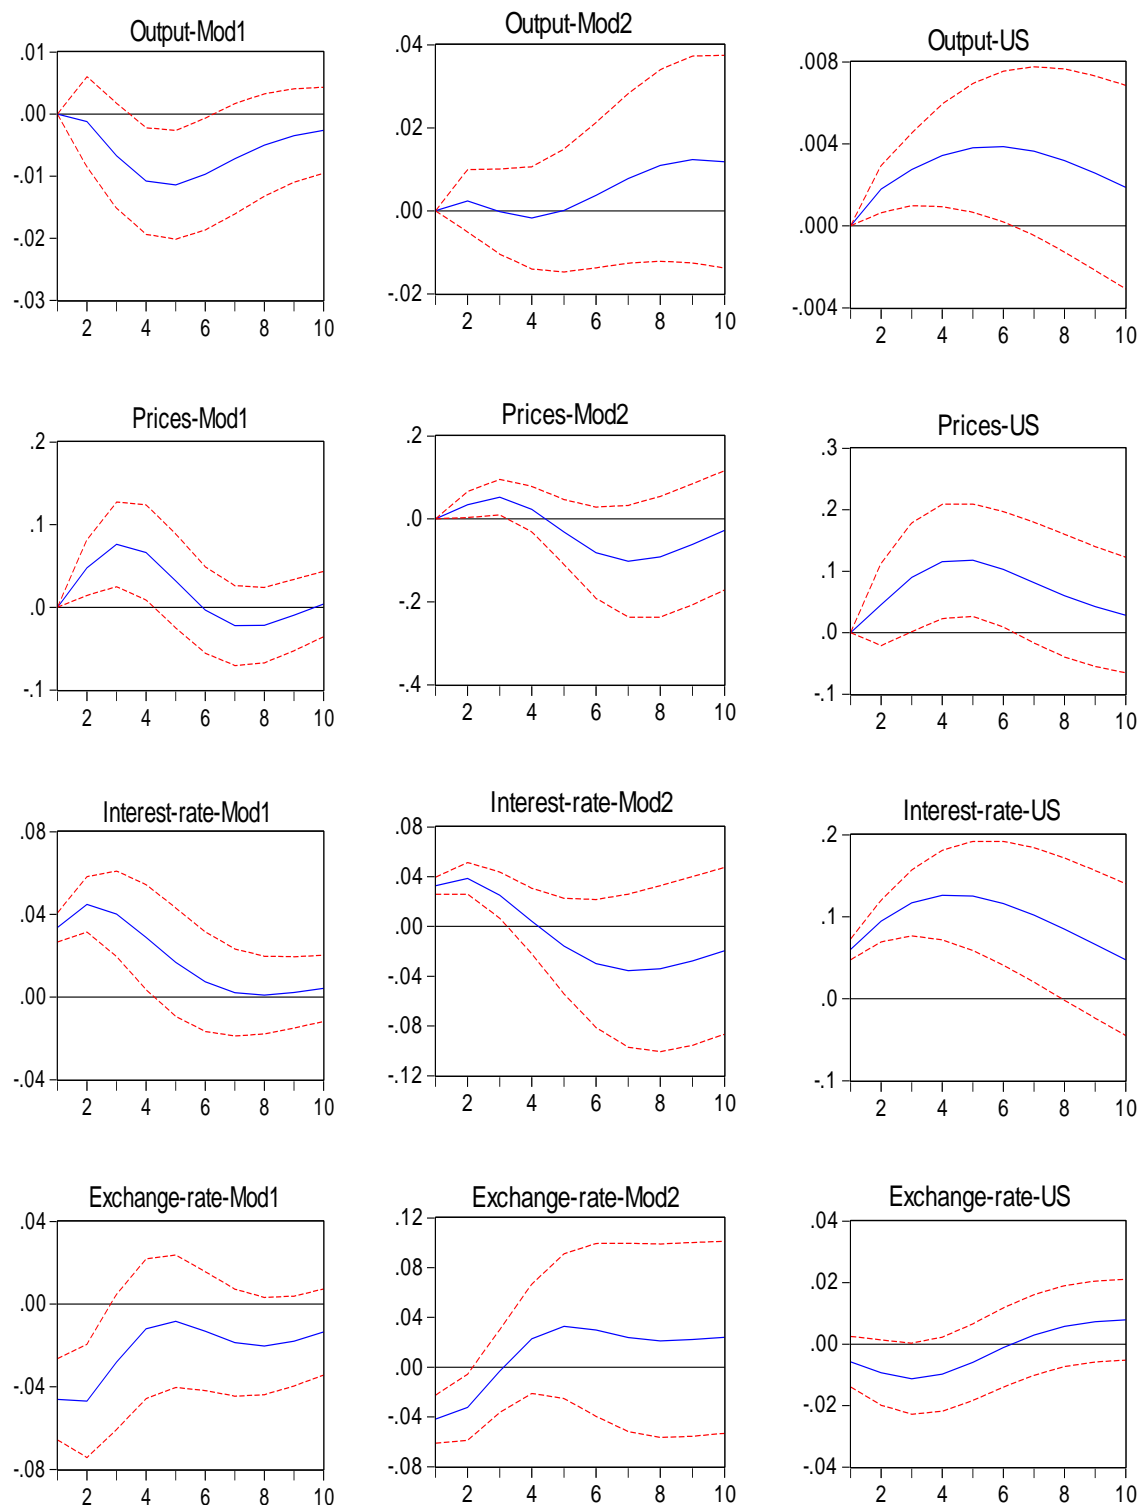 Output-Mod1
.01
.00
-.01
-.02
-.03
2 4 6 8 10
Output-Mod2
.04
.02
.00
-.02
2 4 6 8 10
Output-US
.008
.004
.000
-.004
2 4 6 8 10
Prices-Mod1
.2
.1
.0
-.1
2 4 6 8 10
Prices-Mod2
.2
.0
-.2
-.4
2 4 6 8 10
Prices-US
.3
.2
.1
.0
-.1
2 4 6 8 10
Interest-rate-Mod1
.08
.04
.00
-.04
2 4 6 8 10
Interest-rate-Mod2
.08
.04
.00
-.04
-.08
-.12
2 4 6 8 10
Interest-rate-US
.2
.1
.0
-.1
2 4 6 8 10
Exchange-rate-Mod1
.04
.00
-.04
-.08
2 4 6 8 10
Exchange-rate-Mod2
.12
.08
.04
.00
-.04
-.08
2 4 6 8 10
Exchange-rate-US
.04
.02
.00
-.02
-.04
2 4 6 8 10